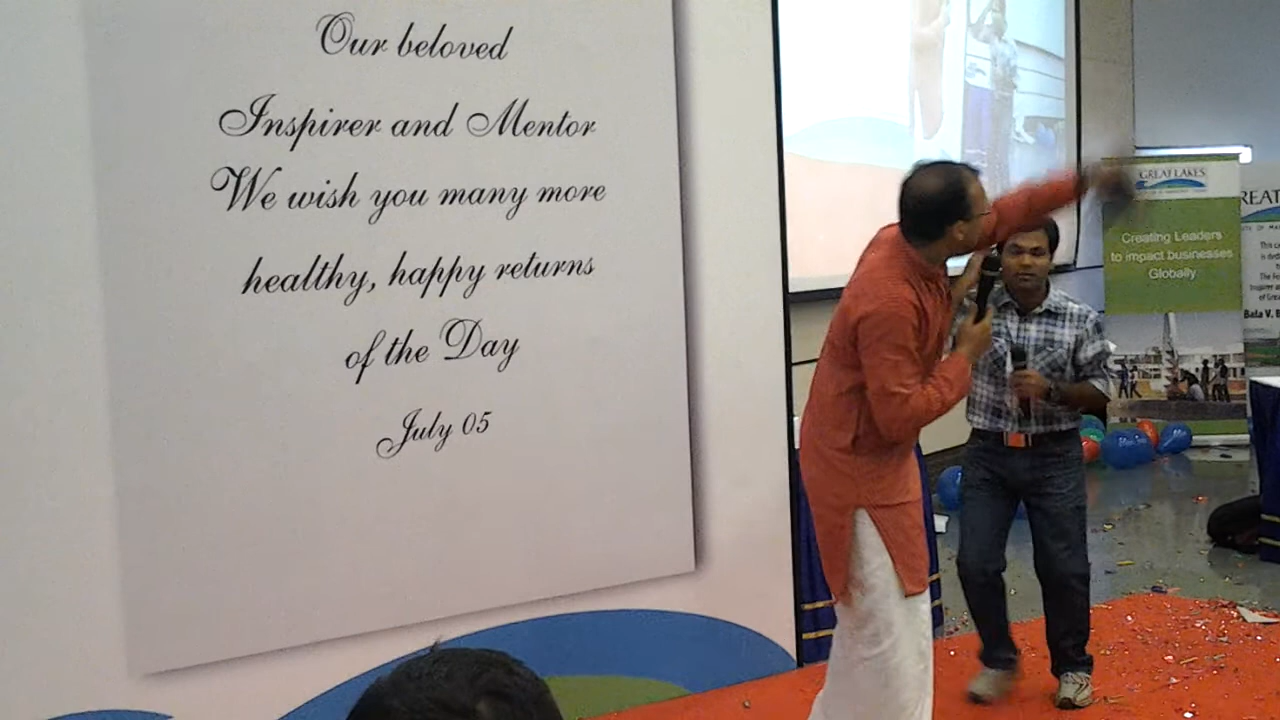 Our beloved
Inspirer and Mentor
We wish you many more
healthy, happy returns
of the Day
July 05
GREAT LAKES
Creating Leaders
to impact businesses
Globally
Bala V.